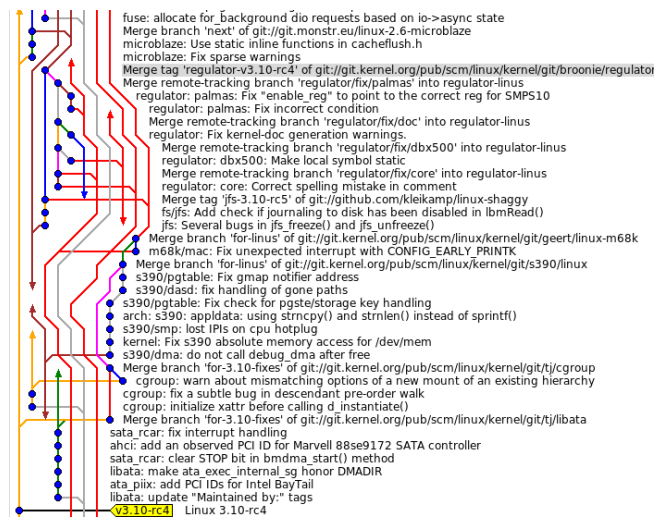 fuse: allocate for_background dio requests based on io->async state
Merge branch 'next' of git://git.monstr.eu/linux-2.6-microblaze
microblaze: Use static inline functions in cacheflush.h
microblaze: Fix sparse warnings
Merge tag 'regulator-v3.10-rc4' of git://git.kernel.org/pub/scm/linux/kernel/git/broonie/regulator
Merge remote-tracking branch 'regulator/fix/palmas' into regulator-linus
regulator: palmas: Fix "enable_reg" to point to the correct reg for SMPS10
regulator: palmas: Fix incorrect condition
Merge remote-tracking branch 'regulator/fix/doc' into regulator-linus
regulator: Fix kernel-doc generation warnings.
Merge remote-tracking branch 'regulator/fix/dbx500' into regulator-linus
regulator: dbx500: Make local symbol static
Merge remote-tracking branch 'regulator/fix/core' into regulator-linus
regulator: core: Correct spelling mistake in comment
Merge tag 'jfs-3.10-rc5' of git://github.com/kleikamp/linux-shaggy
fs/jfs: Add check if journaling to disk has been disabled in lbmRead()
jfs: Several bugs in jfs_freeze() and jfs_unfreeze()
Merge branch 'for-linus' of git://git.kernel.org/pub/scm/linux/kernel/git/geert/linux-m68k
m68k/mac: Fix unexpected interrupt with CONFIG_EARLY_PRINTK
Merge branch 'for-linus' of git://git.kernel.org/pub/scm/linux/kernel/git/s390/linux
s390/pgtable: Fix gmap notifier address
s390/dasd: fix handling of gone paths
s390/pgtable: Fix check for pgste/storage key handling
arch: s390: appldata: using strncpy() and strnlen() instead of sprintf()
s390/smp: lost IPIs on cpu hotplug
kernel: Fix s390 absolute memory access for /dev/mem
s390/dma: do not call debug_dma after free
Merge branch 'for-3.10-fixes' of git://git.kernel.org/pub/scm/linux/kernel/git/tj/cgroup
cgroup: warn about mismatching options of a new mount of an existing hierarchy
cgroup: fix a subtle bug in descendant pre-order walk
cgroup: initialize xattr before calling d_instantiate()
Merge branch 'for-3.10-fixes' of git://git.kernel.org/pub/scm/linux/kernel/git/tj/libata
sata_rcar: fix interrupt handling
ahci: add an observed PCI ID for Marvell 88se9172 SATA controller
sata_rcar: clear STOP bit in bmdma_start() method
libata: make ata_exec_internal_sg honor DMADIR
ata_piix: add PCI IDs for Intel BayTail
libata: update "Maintained by:" tags
v3.10-rc4 Linux 3.10-rc4